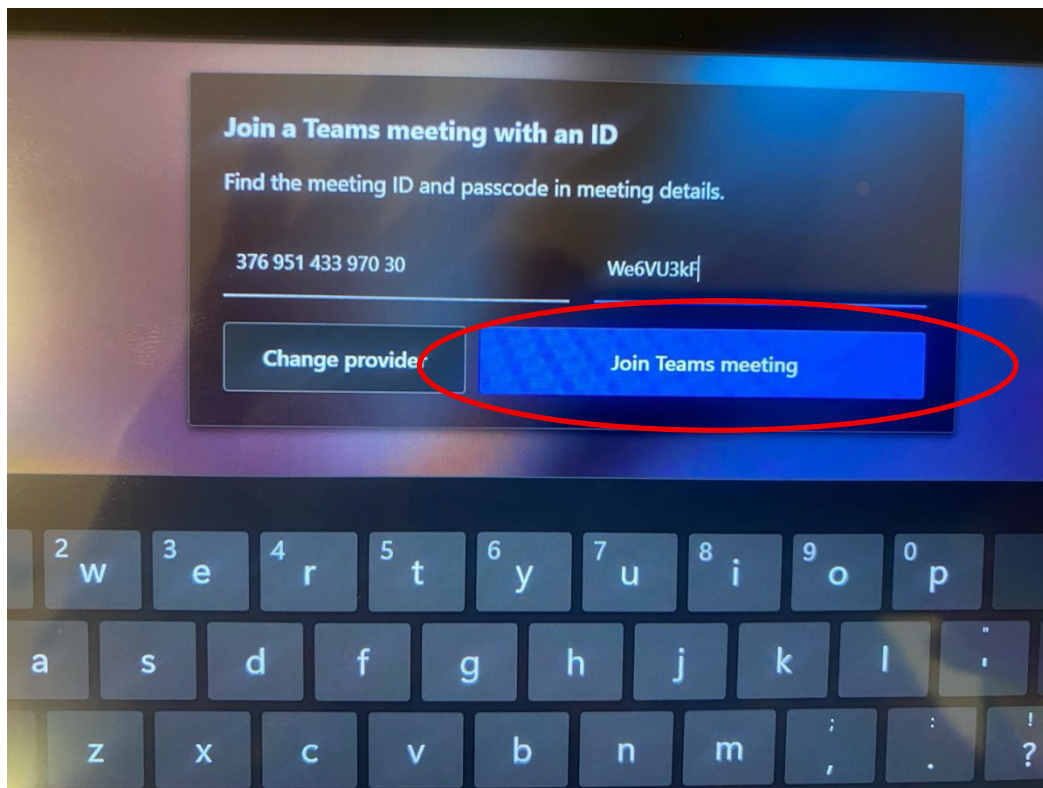 Join a Teams meeting with an ID
Find the meeting ID and passcode in meeting details.
376 951 433 970 30 We6VU3kF
Change provider Join Teams meeting
2 w 3 e 4 r 5 t 6 y 7 u 8 i 9 o 0 p
a s d f g h j k l " '
z x c v b n m ; , : . ! ?